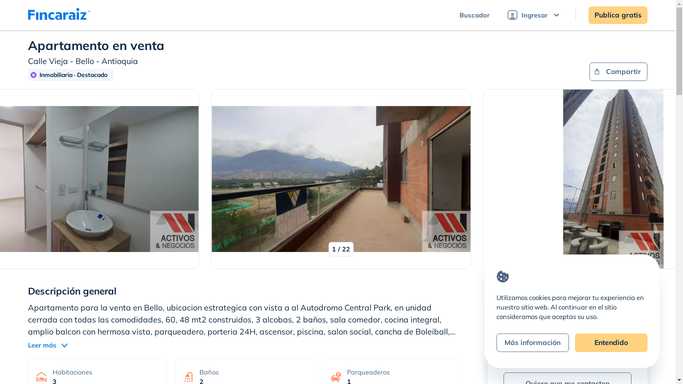 Fincaraiz
Buscador
Ingresar
Publica gratis
Apartamento en venta
Calle Vieja - Bello - Antioquia
Inmobiliaria - Destacado
Compartir
ACTIVOS
& NEGOCIOS
1 / 22
ACTIVOS
& NEGOCIOS
Descripción general
Apartamento para la venta en Bello, ubicacion estrategica con vista a al Autodromo Central Park, en unidad
cerrada con todas las comodidades, 60, 48 mt2 construidos, 3 alcobas, 2 baños, sala comedor, cocina integral,
amplio balcon con hermosa vista, parqueadero, porteria 24H, ascensor, piscina, salon social, cancha de Boleiball,...
Leer más
Habitaciones
3
Baños
2
Parqueaderos
1
Utilizamos cookies para mejorar tu experiencia en
nuestro sitio web. Al continuar en el sitio
consideramos que aceptas su uso.
Más información
Entendido
Quiero que me contacten